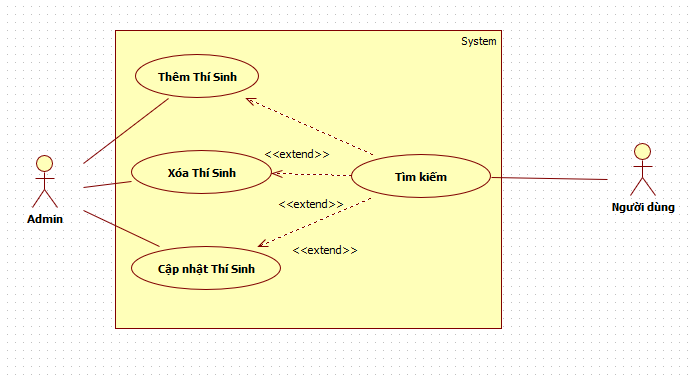 System
Thêm Thí Sinh
<<extend>>
Xóa Thí Sinh
Tìm kiếm
<<extend>>
Admin
Người dùng
<<extend>>
Cập nhật Thí Sinh